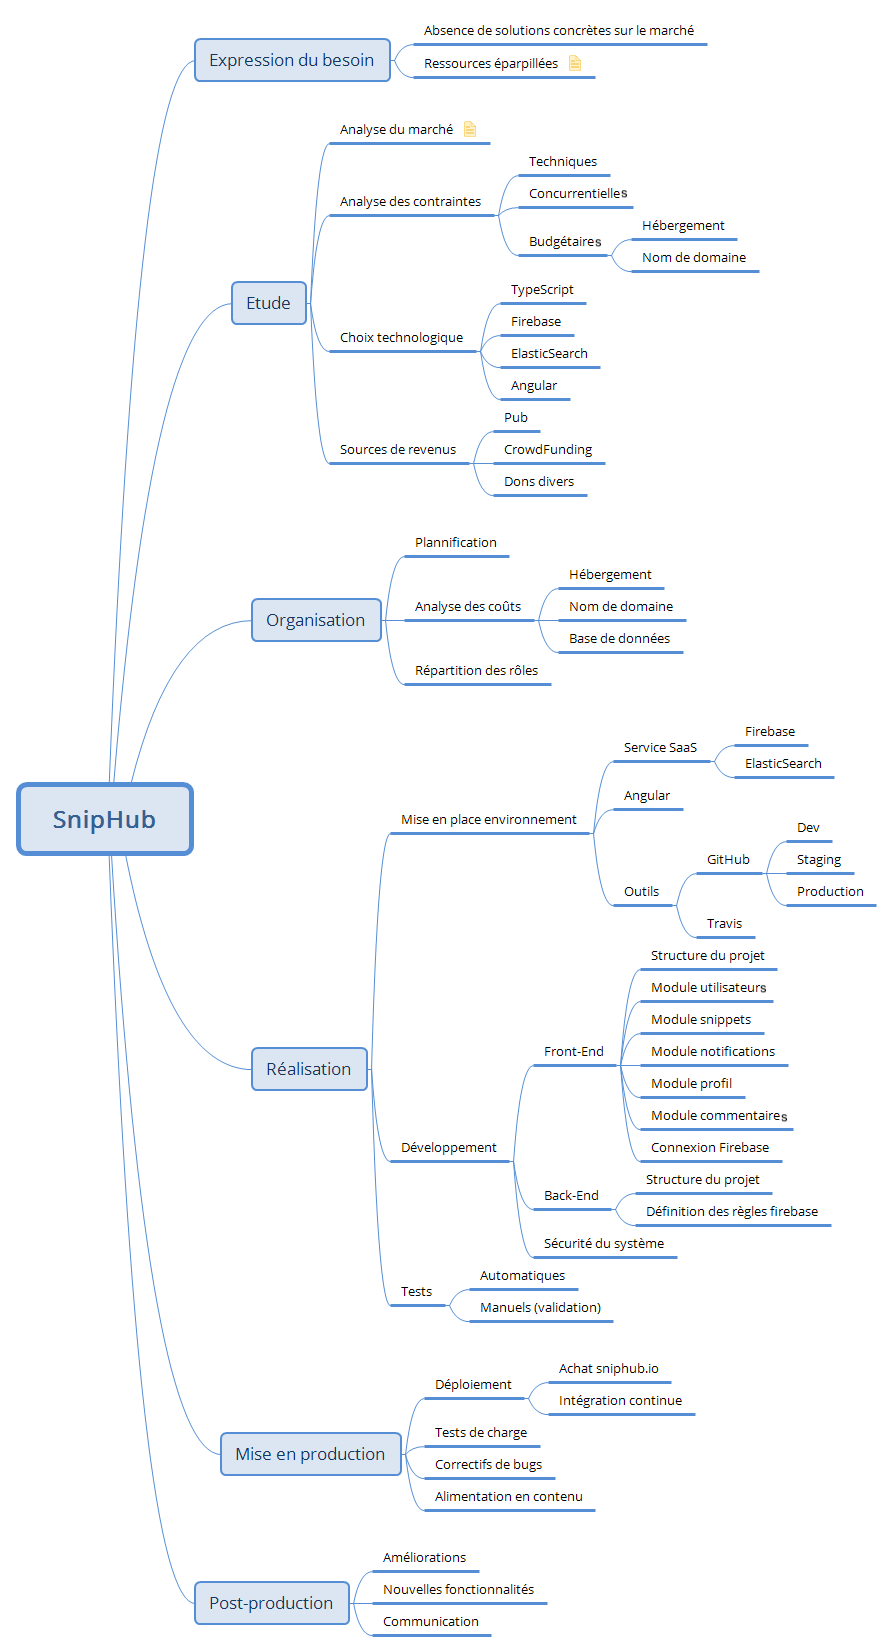 Absence de solutions concrètes sur le marché
Expression du besoin
Ressources éparpillées
Analyse du marché
Techniques
Analyse des contraintes
Concurrentielles
Hébergement
Budgétaires
Nom de domaine
TypeScript
Etude
Firebase
Choix technologique
ElasticSearch
Angular
Pub
Sources de revenus
CrowdFunding
Dons divers
Plannification
Hébergement
Analyse des coûts
Nom de domaine
Organisation
Base de données
Répartition des rôles
Firebase
Service SaaS
ElasticSearch
Angular
SnipHub
Mise en place environnement
Dev
GitHub
Staging
Outils
Production
Travis
Structure du projet
Module utilisateurs
Module snippets
Front-End
Module notifications
Réalisation
Module profil
Module commentaires
Développement
Connexion Firebase
Structure du projet
Back-End
Définition des règles firebase
Sécurité du système
Automatiques
Tests
Manuels (validation)
Achat sniphub.io
Déploiement
Intégration continue
Tests de charge
Mise en production
Correctifs de bugs
Alimentation en contenu
Améliorations
Nouvelles fonctionnalités
Post-production
Communication